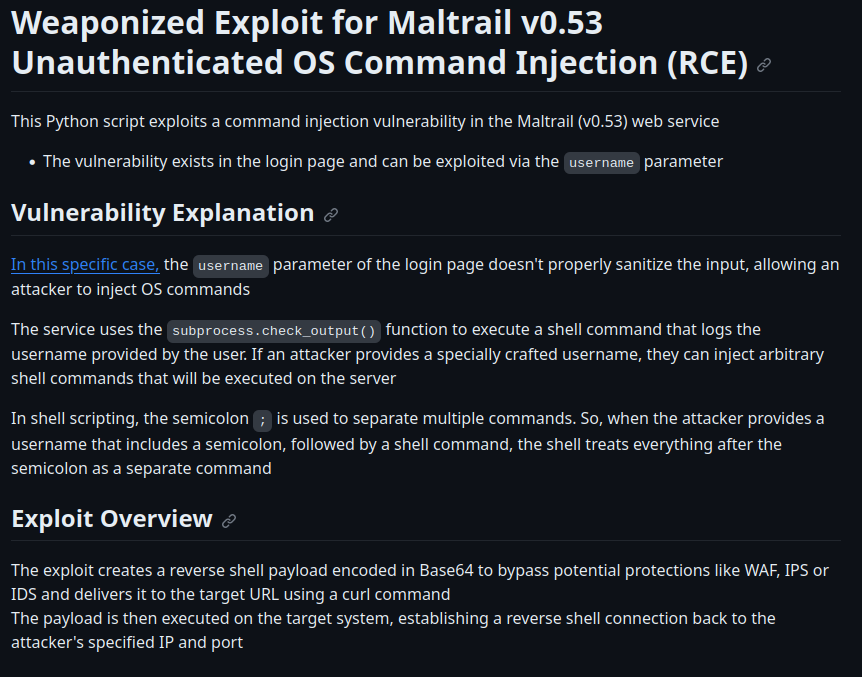 Weaponized Exploit for Maltrail v0.53
Unauthenticated OS Command Injection (RCE)
This Python script exploits a command injection vulnerability in the Maltrail (v0.53) web service
• The vulnerability exists in the login page and can be exploited via the username parameter
Vulnerability Explanation
In this specific case, the username parameter of the login page doesn't properly sanitize the input, allowing an
attacker to inject OS commands
The service uses the subprocess.check_output() function to execute a shell command that logs the
username provided by the user. If an attacker provides a specially crafted username, they can inject arbitrary
shell commands that will be executed on the server
In shell scripting, the semicolon ; is used to separate multiple commands. So, when the attacker provides a
username that includes a semicolon, followed by a shell command, the shell treats everything after the
semicolon as a separate command
Exploit Overview
The exploit creates a reverse shell payload encoded in Base64 to bypass potential protections like WAF, IPS or
IDS and delivers it to the target URL using a curl command
The payload is then executed on the target system, establishing a reverse shell connection back to the
attacker's specified IP and port